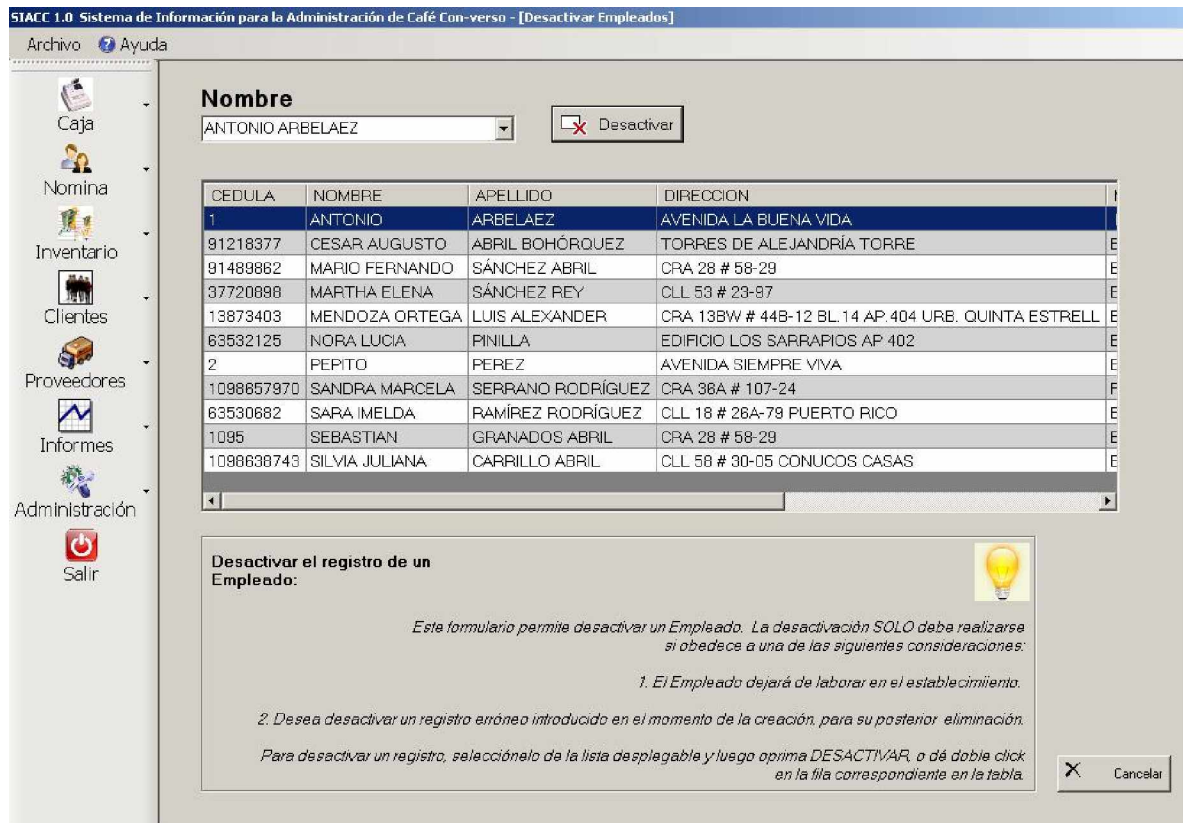 SIACC 1.0 Sistema de Información para la Administración de Café Con-verso - [Desactivar Empleados]
Archivo Ayuda
Caja
Nomina
Inventario
Clientes
Proveedores
Informes
Administración
Salir
Nombre
ANTONIO ARBELAEZ Desactivar
CEDULA NOMBRE APELLIDO DIRECCION
1 ANTONIO ARBELAEZ AVENIDA LA BUENA VIDA
91218377 CESAR AUGUSTO ABRIL BOHÓRQUEZ TORRES DE ALEJANDRÍA TORRE
91489862 MARIO FERNANDO SÁNCHEZ ABRIL CRA 28 # 58-29
37720898 MARTHA ELENA SÁNCHEZ REY CLL 53 # 23-97
13873403 MENDOZA ORTEGA LUIS ALEXANDER CRA 13BW # 44B-12 BL.14 AP.404 URB. QUINTA ESTRELL
63532125 NORA LUCIA PINILLA EDIFICIO LOS SARRAPIOS AP 402
2 PEPITO PEREZ AVENIDA SIEMPRE VIVA
1098657970 SANDRA MARCELA SERRANO RODRÍGUEZ CRA 36A # 107-24
63530682 SARA IMELDA RAMÍREZ RODRÍGUEZ CLL 18 # 26A-79 PUERTO RICO
1095 SEBASTIAN GRANADOS ABRIL CRA 28 # 58-29
1098638743 SILVIA JULIANA CARRILLO ABRIL CLL 58 # 30-05 CONUCOS CASAS
Desactivar el registro de un
Empleado:
Este formulario permite desactivar un Empleado. La desactivación SOLO debe realizarse
si obedece a una de las siguientes consideraciones:
1. El Empleado dejará de laborar en el establecimiiento.
2. Desea desactivar un registro erróneo introducido en el momento de la creación, para su posterior eliminación.
Para desactivar un registro, selecciónelo de la lista desplegable y luego oprima DESACTIVAR, o dé doble click
en la fila correspondiente en la tabla.
Cancelar